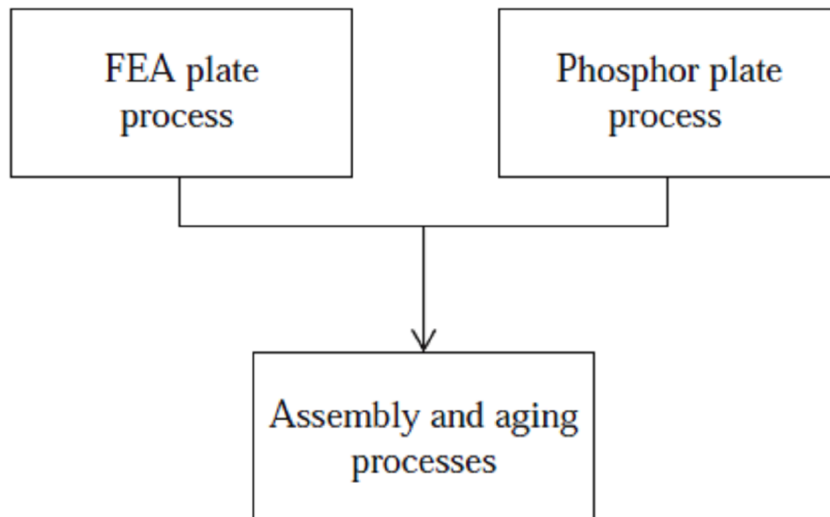 FEA plate
process
Phosphor plate
process
Assembly and aging
processes